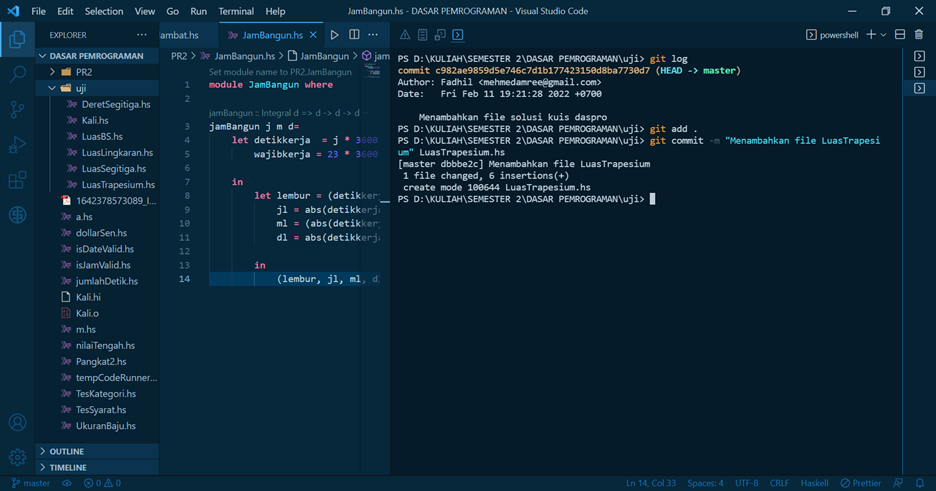 File Edit Selection View Go Run Terminal Help
JamBangun.hs - DASAR PEMROGRAMAN - Visual Studio Code
EXPLORER
DASAR PEMROGRAMAN
PR2
uji
DeretSegitiga.hs
Kali.hs
LuasBS.hs
LuasLingkaran.hs
LuasSegitiga.hs
LuasTrapesium.hs
1642378573089_I...
a.hs
dollarSen.hs
isDateValid.hs
isJamValid.hs
jumlahDetik.hs
Kali.hi
Kali.o
m.hs
nilaiTengah.hs
Pangkat2.hs
tempCodeRunner...
TesKategori.hs
TesSyarat.hs
UkuranBaju.hs
OUTLINE
TIMELINE
ambat.hs JamBangun.hs
PR2 > JamBangun.hs > JamBangun > jam
Set module name to PR2.JamBangun
1 module JamBangun where
2
jamBangun :: Integral d => d -> d -> d
3 jamBangun j m d=
4 let detikkerja = j * 3600
5 wajibkerja = 23 * 3600
6
7 in
8 let lembur = (detikkerj
9 jl = abs(detikkerja
10 ml = (abs(detikkerj
11 dl = abs(detikkerja
12
13 in
14 (lembur, jl, ml, d
powershell
PS D:\KULIAH\SEMESTER 2\DASAR PEMROGRAMAN\uji> git log
commit c982ae9859d5e746c7d1b177423150d8ba7730d7 (HEAD -> master)
Author: Fadhil <mehmedamree@gmail.com>
Date: Fri Feb 11 19:21:28 2022 +0700
Menambahkan file solusi kuis daspro
PS D:\KULIAH\SEMESTER 2\DASAR PEMROGRAMAN\uji> git add .
PS D:\KULIAH\SEMESTER 2\DASAR PEMROGRAMAN\uji> git commit -m "Menambahkan file LuasTrapesi
um" LuasTrapesium.hs
[master dbbbe2c] Menambahkan file LuasTrapesium
1 file changed, 6 insertions(+)
create mode 100644 LuasTrapesium.hs
PS D:\KULIAH\SEMESTER 2\DASAR PEMROGRAMAN\uji>
master 0 0
Ln 14, Col 33 Spaces: 4 UTF-8 CRLF Haskell Prettier